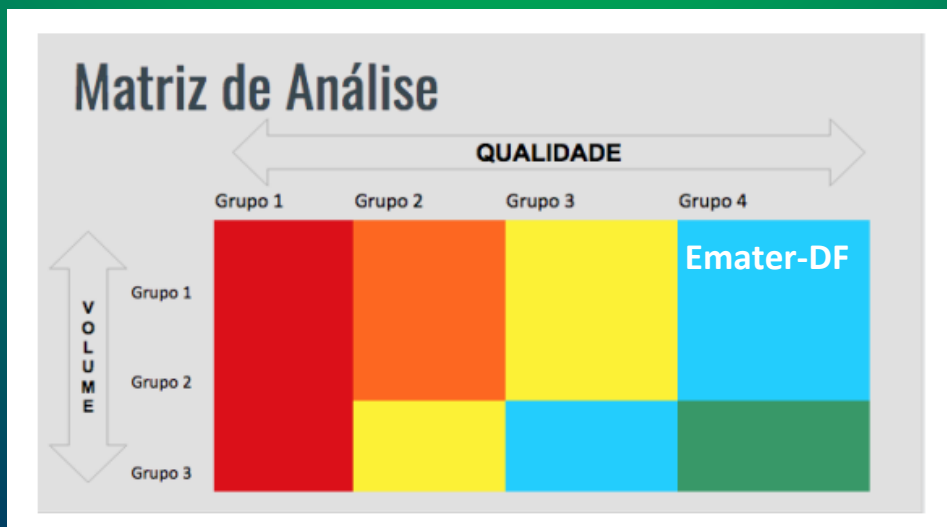 Matriz de Análise
QUALIDADE
Grupo 1
Grupo 2
Grupo 3
Grupo 4
Emater-DF
VOLUME
Grupo 1
Grupo 2
Grupo 3